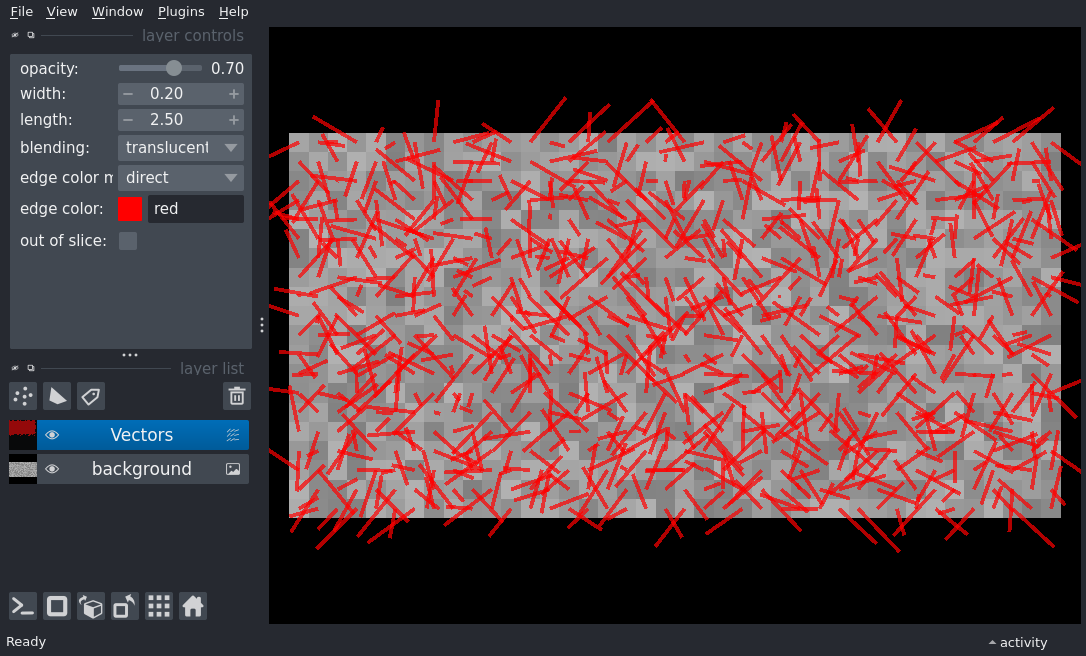 File View Window Plugins Help
layer controls
opacity: 0.70
width: 0.20
length: 2.50
blending: translucent
edge color m direct
edge color: red
out of slice:
layer list
Vectors
background
Ready
activity